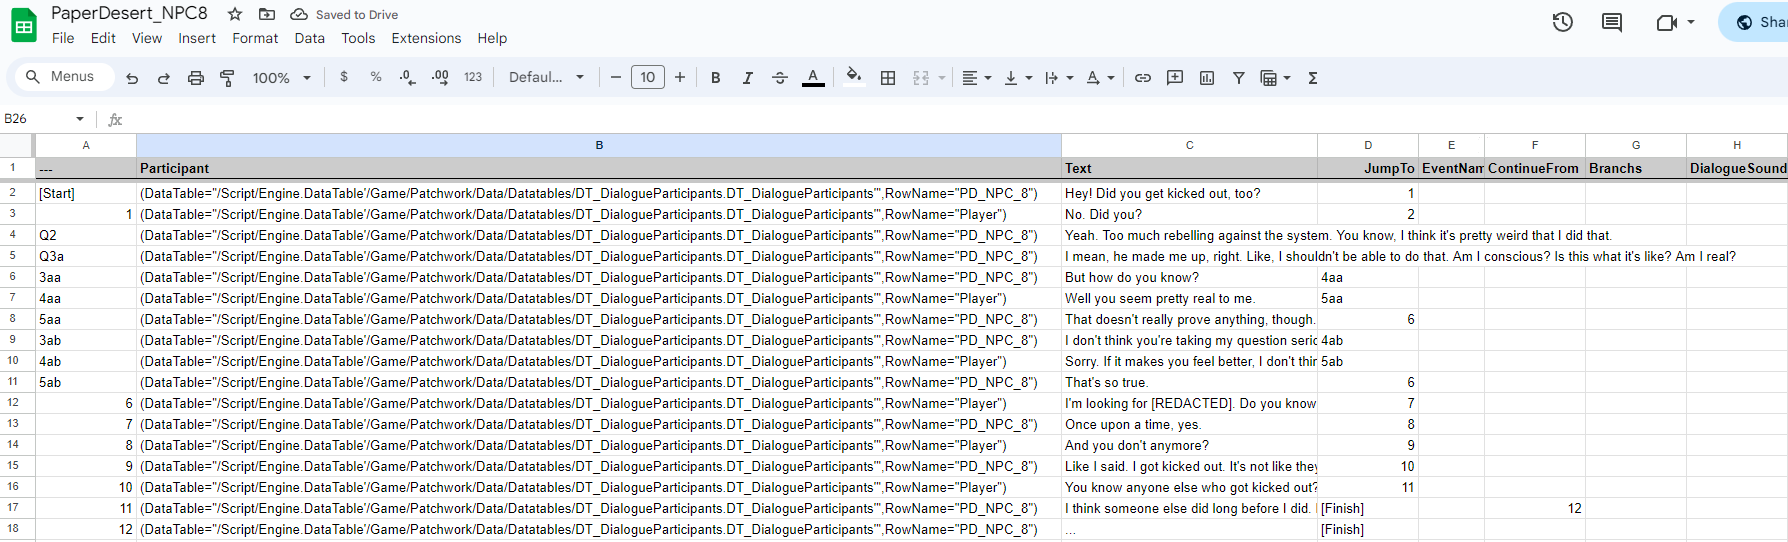 PaperDesert_NPC8 Saved to Drive
File Edit View Insert Format Data Tools Extensions Help
Menus 100% $ % .0 .00 123 Defaul... − 10 + B I S A Σ
B26 fx
A B C D E F G H
1 --- Participant Text JumpTo EventNam ContinueFrom Branchs DialogueSound
2 [Start] (DataTable="/Script/Engine.DataTable'/Game/Patchwork/Data/Datatables/DT_DialogueParticipants.DT_DialogueParticipants'",RowName="PD_NPC_8") Hey! Did you get kicked out, too? 1
3 1 (DataTable="/Script/Engine.DataTable'/Game/Patchwork/Data/Datatables/DT_DialogueParticipants.DT_DialogueParticipants'",RowName="Player") No. Did you? 2
4 Q2 (DataTable="/Script/Engine.DataTable'/Game/Patchwork/Data/Datatables/DT_DialogueParticipants.DT_DialogueParticipants'",RowName="PD_NPC_8") Yeah. Too much rebelling against the system. You know, I think it's pretty weird that I did that.
5 Q3a (DataTable="/Script/Engine.DataTable'/Game/Patchwork/Data/Datatables/DT_DialogueParticipants.DT_DialogueParticipants'",RowName="PD_NPC_8") I mean, he made me up, right. Like, I shouldn't be able to do that. Am I conscious? Is this what it's like? Am I real?
6 3aa (DataTable="/Script/Engine.DataTable'/Game/Patchwork/Data/Datatables/DT_DialogueParticipants.DT_DialogueParticipants'",RowName="PD_NPC_8") But how do you know? 4aa
7 4aa (DataTable="/Script/Engine.DataTable'/Game/Patchwork/Data/Datatables/DT_DialogueParticipants.DT_DialogueParticipants'",RowName="Player") Well you seem pretty real to me. 5aa
8 5aa (DataTable="/Script/Engine.DataTable'/Game/Patchwork/Data/Datatables/DT_DialogueParticipants.DT_DialogueParticipants'",RowName="PD_NPC_8") That doesn't really prove anything, though. 6
9 3ab (DataTable="/Script/Engine.DataTable'/Game/Patchwork/Data/Datatables/DT_DialogueParticipants.DT_DialogueParticipants'",RowName="PD_NPC_8") I don't think you're taking my question seric 4ab
10 4ab (DataTable="/Script/Engine.DataTable'/Game/Patchwork/Data/Datatables/DT_DialogueParticipants.DT_DialogueParticipants'",RowName="Player") Sorry. If it makes you feel better, I don't thir 5ab
11 5ab (DataTable="/Script/Engine.DataTable'/Game/Patchwork/Data/Datatables/DT_DialogueParticipants.DT_DialogueParticipants'",RowName="PD_NPC_8") That's so true. 6
12 6 (DataTable="/Script/Engine.DataTable'/Game/Patchwork/Data/Datatables/DT_DialogueParticipants.DT_DialogueParticipants'",RowName="Player") I'm looking for [REDACTED]. Do you know 7
13 7 (DataTable="/Script/Engine.DataTable'/Game/Patchwork/Data/Datatables/DT_DialogueParticipants.DT_DialogueParticipants'",RowName="PD_NPC_8") Once upon a time, yes. 8
14 8 (DataTable="/Script/Engine.DataTable'/Game/Patchwork/Data/Datatables/DT_DialogueParticipants.DT_DialogueParticipants'",RowName="Player") And you don't anymore? 9
15 9 (DataTable="/Script/Engine.DataTable'/Game/Patchwork/Data/Datatables/DT_DialogueParticipants.DT_DialogueParticipants'",RowName="PD_NPC_8") Like I said. I got kicked out. It's not like they 10
16 10 (DataTable="/Script/Engine.DataTable'/Game/Patchwork/Data/Datatables/DT_DialogueParticipants.DT_DialogueParticipants'",RowName="Player") You know anyone else who got kicked out? 11
17 11 (DataTable="/Script/Engine.DataTable'/Game/Patchwork/Data/Datatables/DT_DialogueParticipants.DT_DialogueParticipants'",RowName="PD_NPC_8") I think someone else did long before I did. [Finish] 12
18 12 (DataTable="/Script/Engine.DataTable'/Game/Patchwork/Data/Datatables/DT_DialogueParticipants.DT_DialogueParticipants'",RowName="PD_NPC_8") ... [Finish]